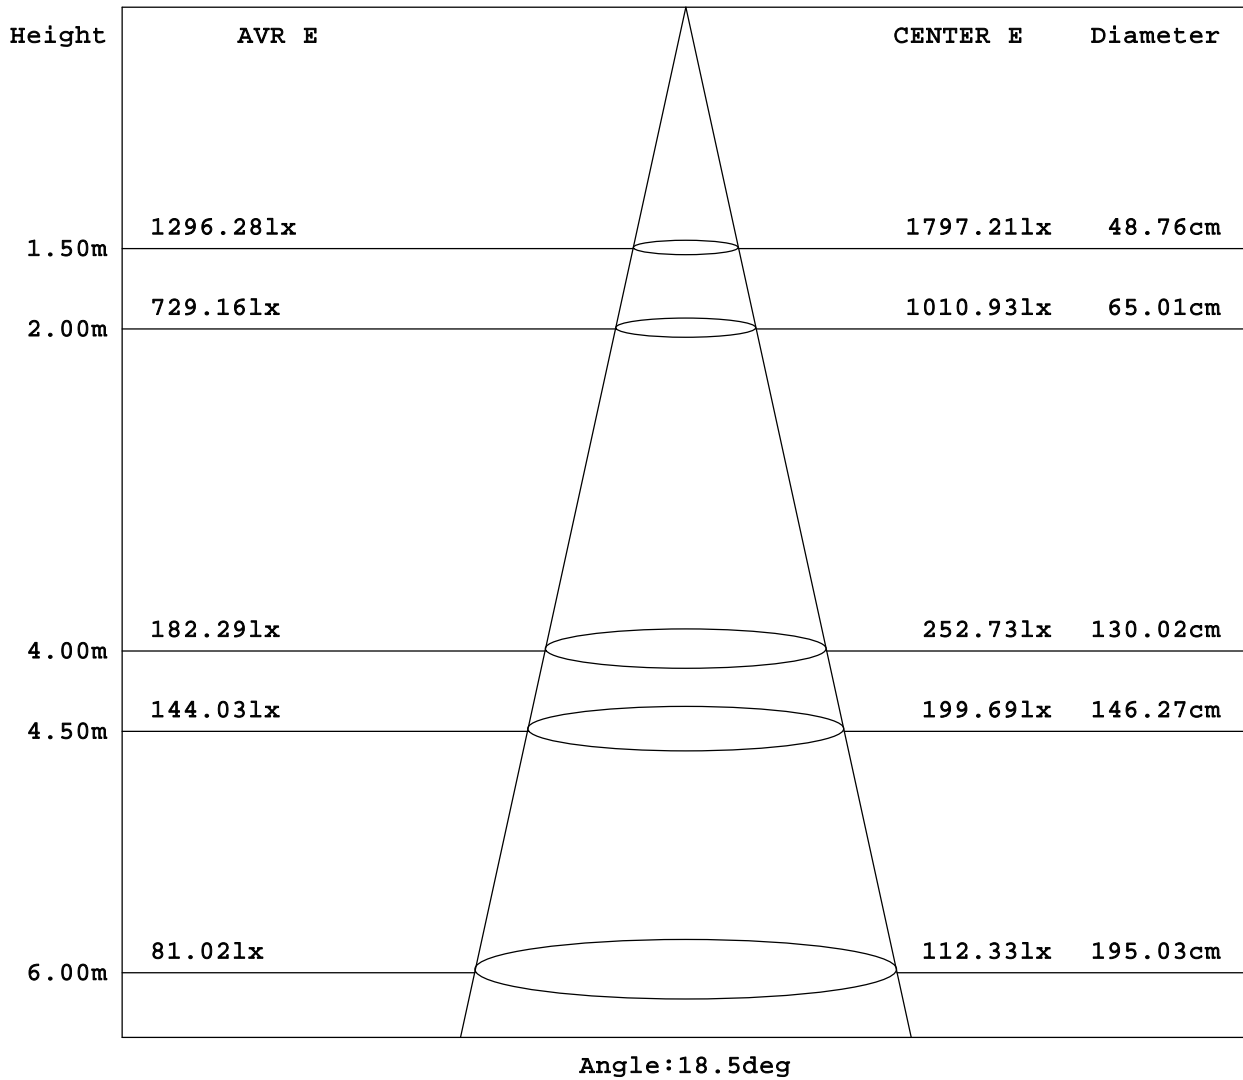 Height AVR E CENTER E Diameter
1296.28lx 1797.21lx 48.76cm
1.50m
729.16lx 1010.93lx 65.01cm
2.00m
182.29lx 252.73lx 130.02cm
4.00m
144.03lx 199.69lx 146.27cm
4.50m
81.02lx 112.33lx 195.03cm
6.00m
Angle:18.5deg